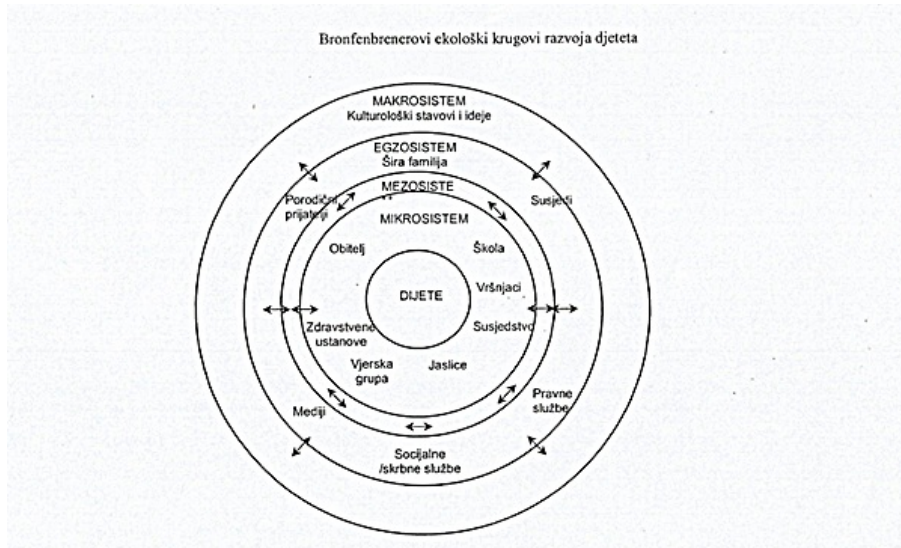 Bronfenbrenerovi ekološki krugovi razvoja djeteta
MAKROSISTEM
Kulturološki stavovi i ideje
EGZOSISTEM
Šira familija
MEZOSISTE
Porodični
prijatelji
Susjedi
MIKROSISTEM
Obitelj
Škola
DIJETE
Vršnjaci
Zdravstvene
ustanove
Susjedstvo
Vjerska
grupa
Jaslice
Mediji
Pravne
službe
Socijalne
/skrbne službe